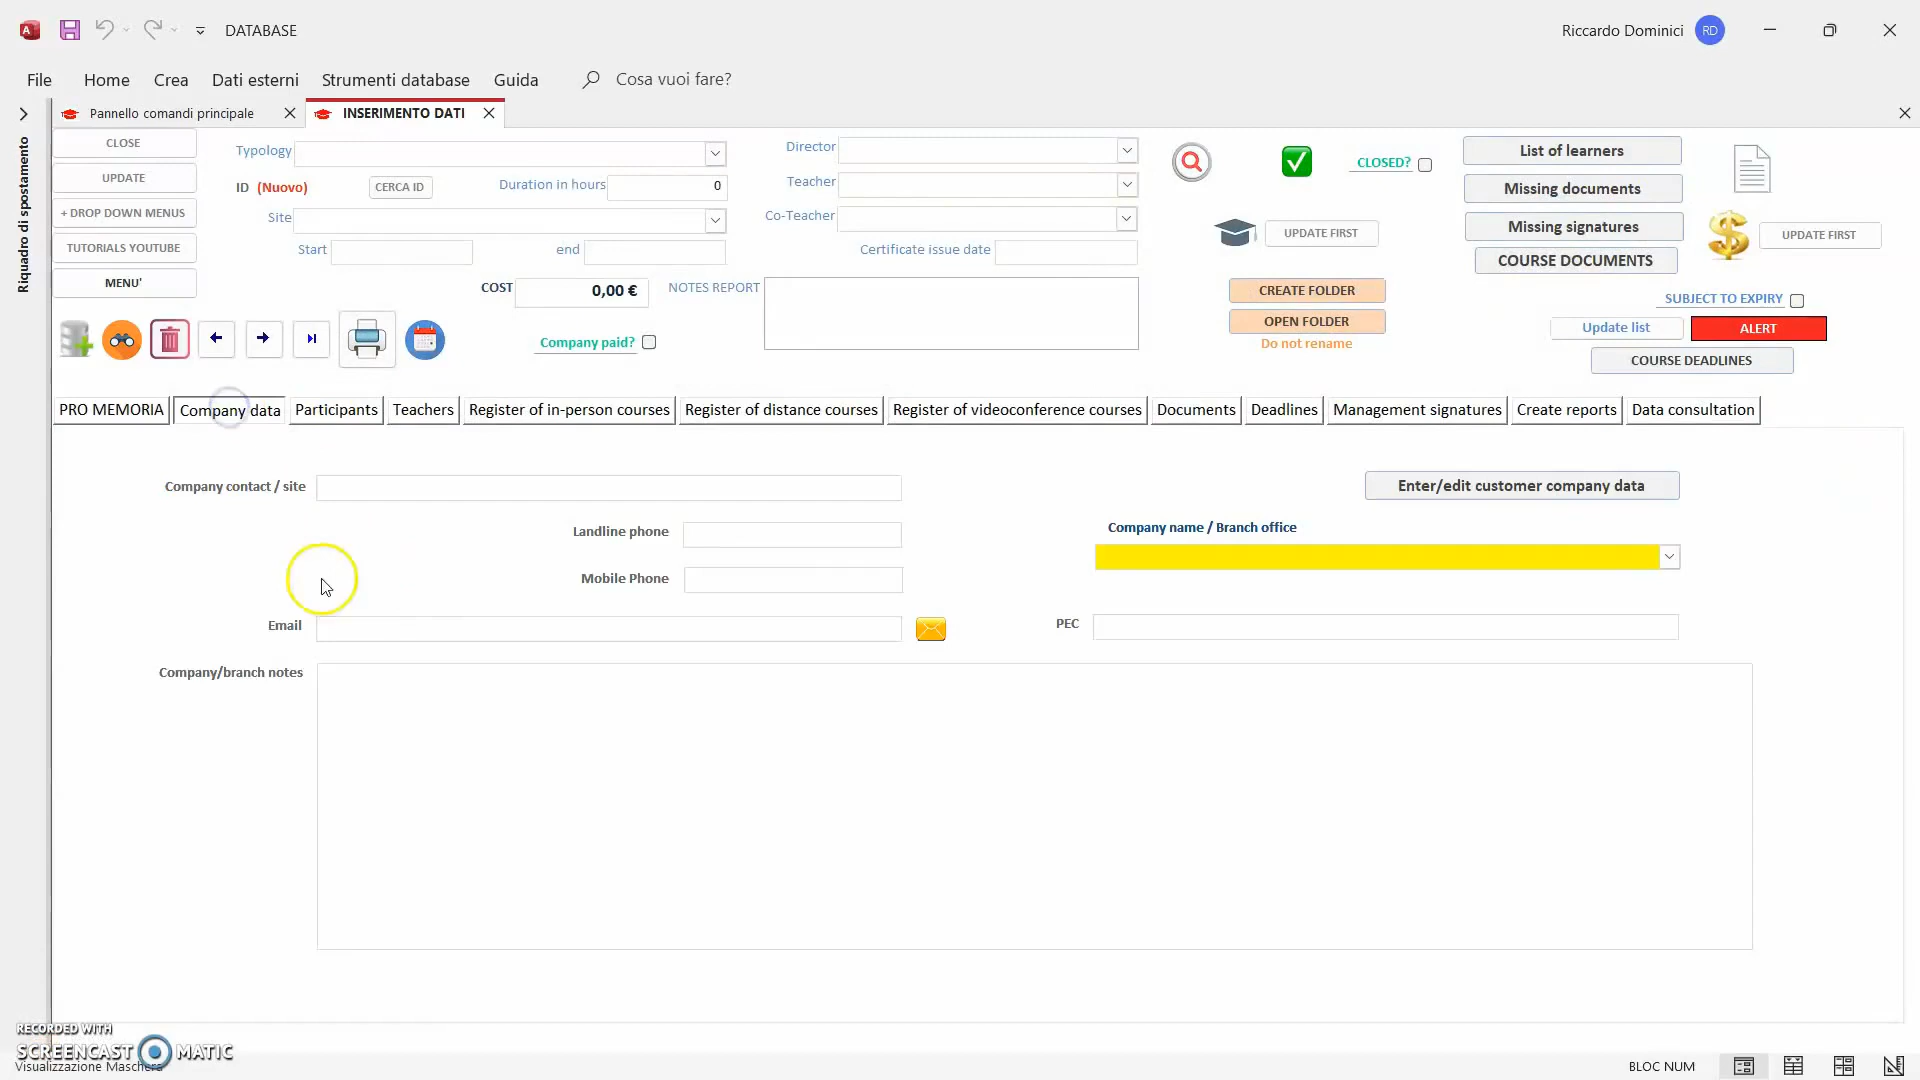 DATABASE
Riccardo Dominici
RD
File Home Crea Dati esterni Strumenti database Guida Cosa vuoi fare?
Pannello comandi principale
INSERIMENTO DATI
Riquadro di spostamento
CLOSE
UPDATE
+ DROP DOWN MENUS
TUTORIALS YOUTUBE
MENU'
Typology
ID (Nuovo)
CERCA ID
Duration in hours 0
Site
Start
end
COST 0,00 €
Company paid?
Director
Teacher
Co-Teacher
Certificate issue date
NOTES REPORT
CLOSED?
UPDATE FIRST
CREATE FOLDER
OPEN FOLDER
Do not rename
List of learners
Missing documents
Missing signatures
COURSE DOCUMENTS
UPDATE FIRST
SUBJECT TO EXPIRY
Update list
ALERT
COURSE DEADLINES
PRO MEMORIA Company data Participants Teachers Register of in-person courses Register of distance courses Register of videoconference courses Documents Deadlines Management signatures Create reports Data consultation
Company contact / site
Enter/edit customer company data
Landline phone
Company name / Branch office
Mobile Phone
Email
PEC
Company/branch notes
RECORDED WITH
SCREENCAST MATIC
Visualizzazione Maschera
BLOC NUM